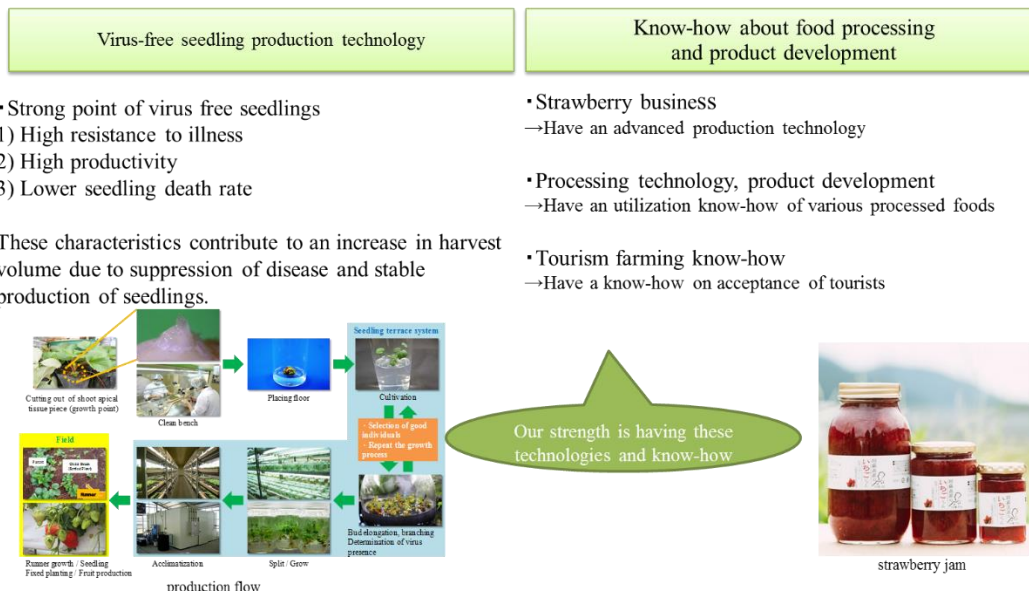 Virus-free seedling production technology
Know-how about food processing
and product development
・Strong point of virus free seedlings
1) High resistance to illness
2) High productivity
3) Lower seedling death rate
These characteristics contribute to an increase in harvest
volume due to suppression of disease and stable
production of seedlings.
・Strawberry business
→Have an advanced production technology
・Processing technology, product development
→Have an utilization know-how of various processed foods
・Tourism farming know-how
→Have a know-how on acceptance of tourists
Cutting out of shoot apical
tissue piece (growth point)
Clean bench
Placing floor
Seedling terrace system
Cultivation
・Selection of good
individuals
・Repeat the growth
process
Bud elongation, branching
Determination of virus
presence
Split / Grow
Acclimatization
Field
Runner
Runner growth / Seedling
Fixed planting / Fruit production
production flow
Our strength is having these
technologies and know-how
strawberry jam